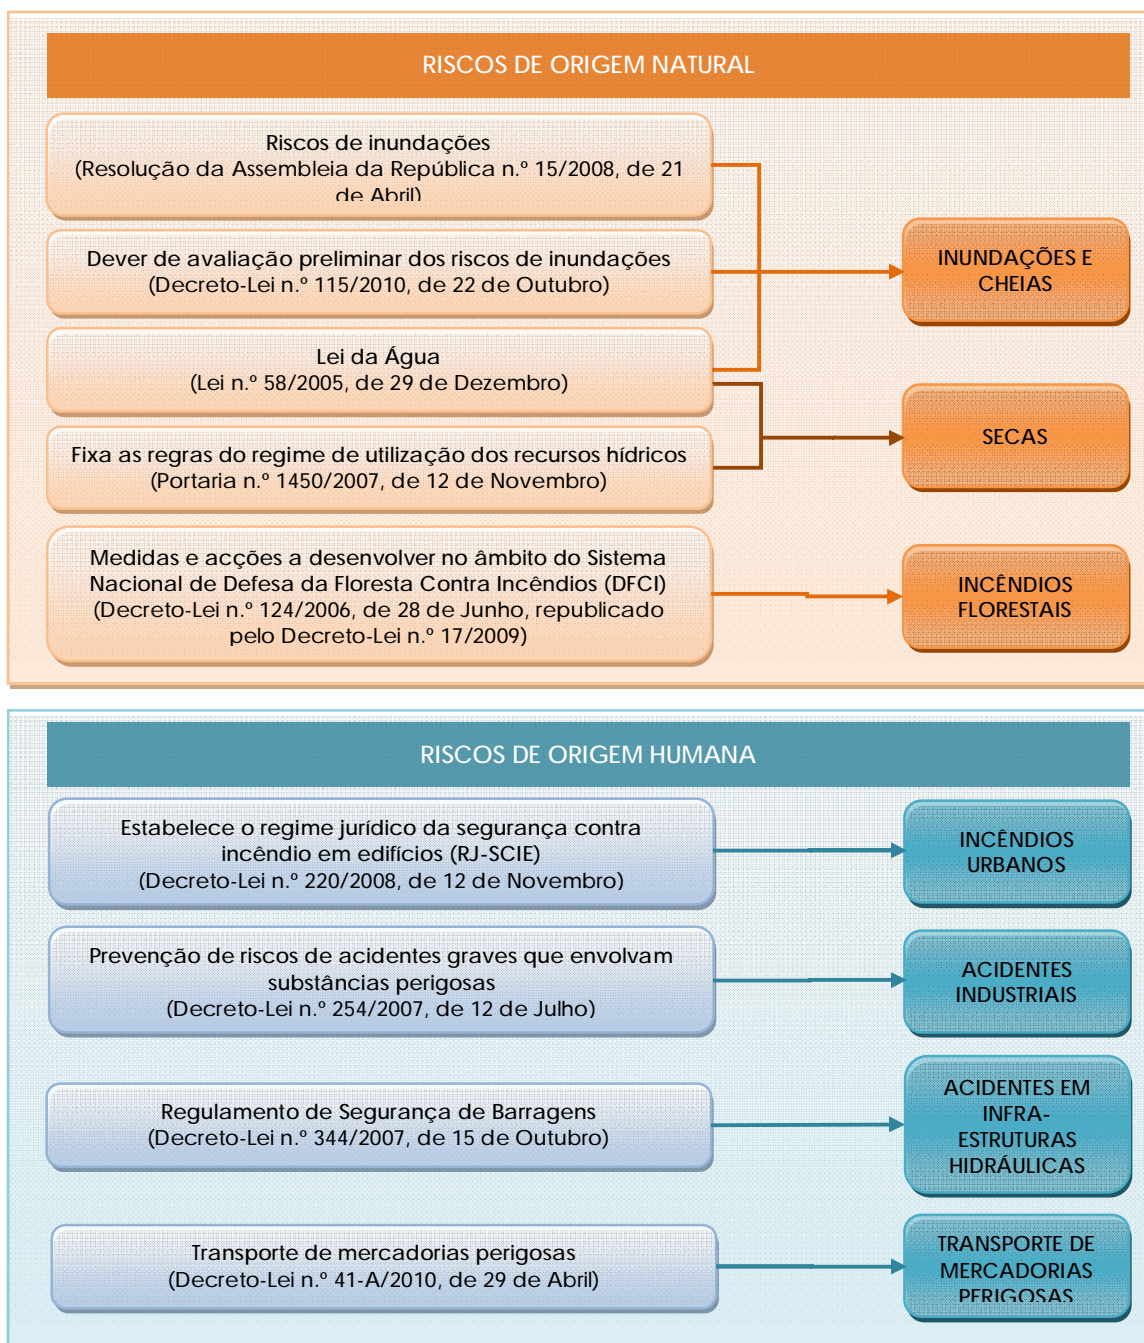 RISCOS DE ORIGEM NATURAL
Riscos de inundações
(Resolução da Assembleia da República n.º 15/2008, de 21
de Abril)
Dever de avaliação preliminar dos riscos de inundações
(Decreto-Lei n.º 115/2010, de 22 de Outubro)
INUNDAÇÕES E
CHEIAS
Lei da Água
(Lei n.º 58/2005, de 29 de Dezembro)
Fixa as regras do regime de utilização dos recursos hídricos
(Portaria n.º 1450/2007, de 12 de Novembro)
SECAS
Medidas e acções a desenvolver no âmbito do Sistema
Nacional de Defesa da Floresta Contra Incêndios (DFCI)
(Decreto-Lei n.º 124/2006, de 28 de Junho, republicado
pelo Decreto-Lei n.º 17/2009)
INCÊNDIOS
FLORESTAIS
RISCOS DE ORIGEM HUMANA
Estabelece o regime jurídico da segurança contra
incêndio em edifícios (RJ-SCIE)
(Decreto-Lei n.º 220/2008, de 12 de Novembro)
INCÊNDIOS
URBANOS
Prevenção de riscos de acidentes graves que envolvam
substâncias perigosas
(Decreto-Lei n.º 254/2007, de 12 de Julho)
ACIDENTES
INDUSTRIAIS
Regulamento de Segurança de Barragens
(Decreto-Lei n.º 344/2007, de 15 de Outubro)
ACIDENTES EM
INFRA-
ESTRUTURAS
HIDRÁULICAS
Transporte de mercadorias perigosas
(Decreto-Lei n.º 41-A/2010, de 29 de Abril)
TRANSPORTE DE
MERCADORIAS
PERIGOSAS